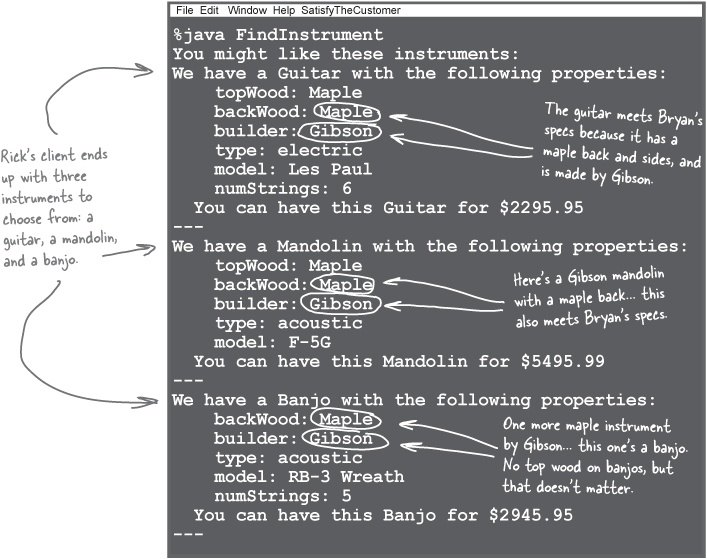 File Edit Window Help SatisfyTheCustomer
%java FindInstrument
You might like these instruments:
We have a Guitar with the following properties:
topWood: Maple
backWood: Maple
builder: Gibson
type: electric
model: Les Paul
numStrings: 6
You can have this Guitar for $2295.95
---
We have a Mandolin with the following properties:
topWood: Maple
backWood: Maple
builder: Gibson
type: acoustic
model: F-5G
You can have this Mandolin for $5495.99
---
We have a Banjo with the following properties:
backWood: Maple
builder: Gibson
type: acoustic
model: RB-3 Wreath
numStrings: 5
You can have this Banjo for $2945.95
---
Rick's client ends
up with three
instruments to
choose from: a
guitar, a mandolin,
and a banjo.
The guitar meets Bryan's
specs because it has a
maple back and sides, and
is made by Gibson.
Here's a Gibson mandolin
with a maple back... this
also meets Bryan's specs.
One more maple instrument
by Gibson... this one's a banjo.
No top wood on banjos, but
that doesn't matter.